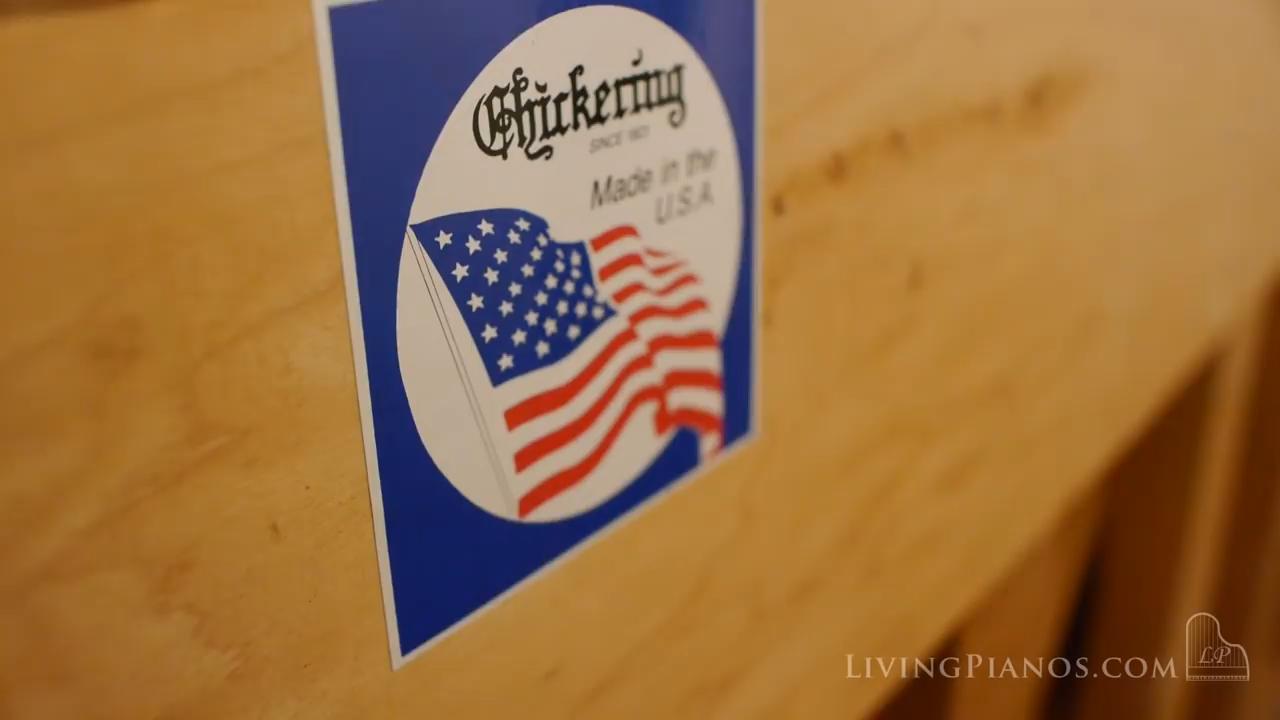 Chickering
SINCE 1823
Made in the
U.S.A.
LIVINGPIANOS.COM
LP